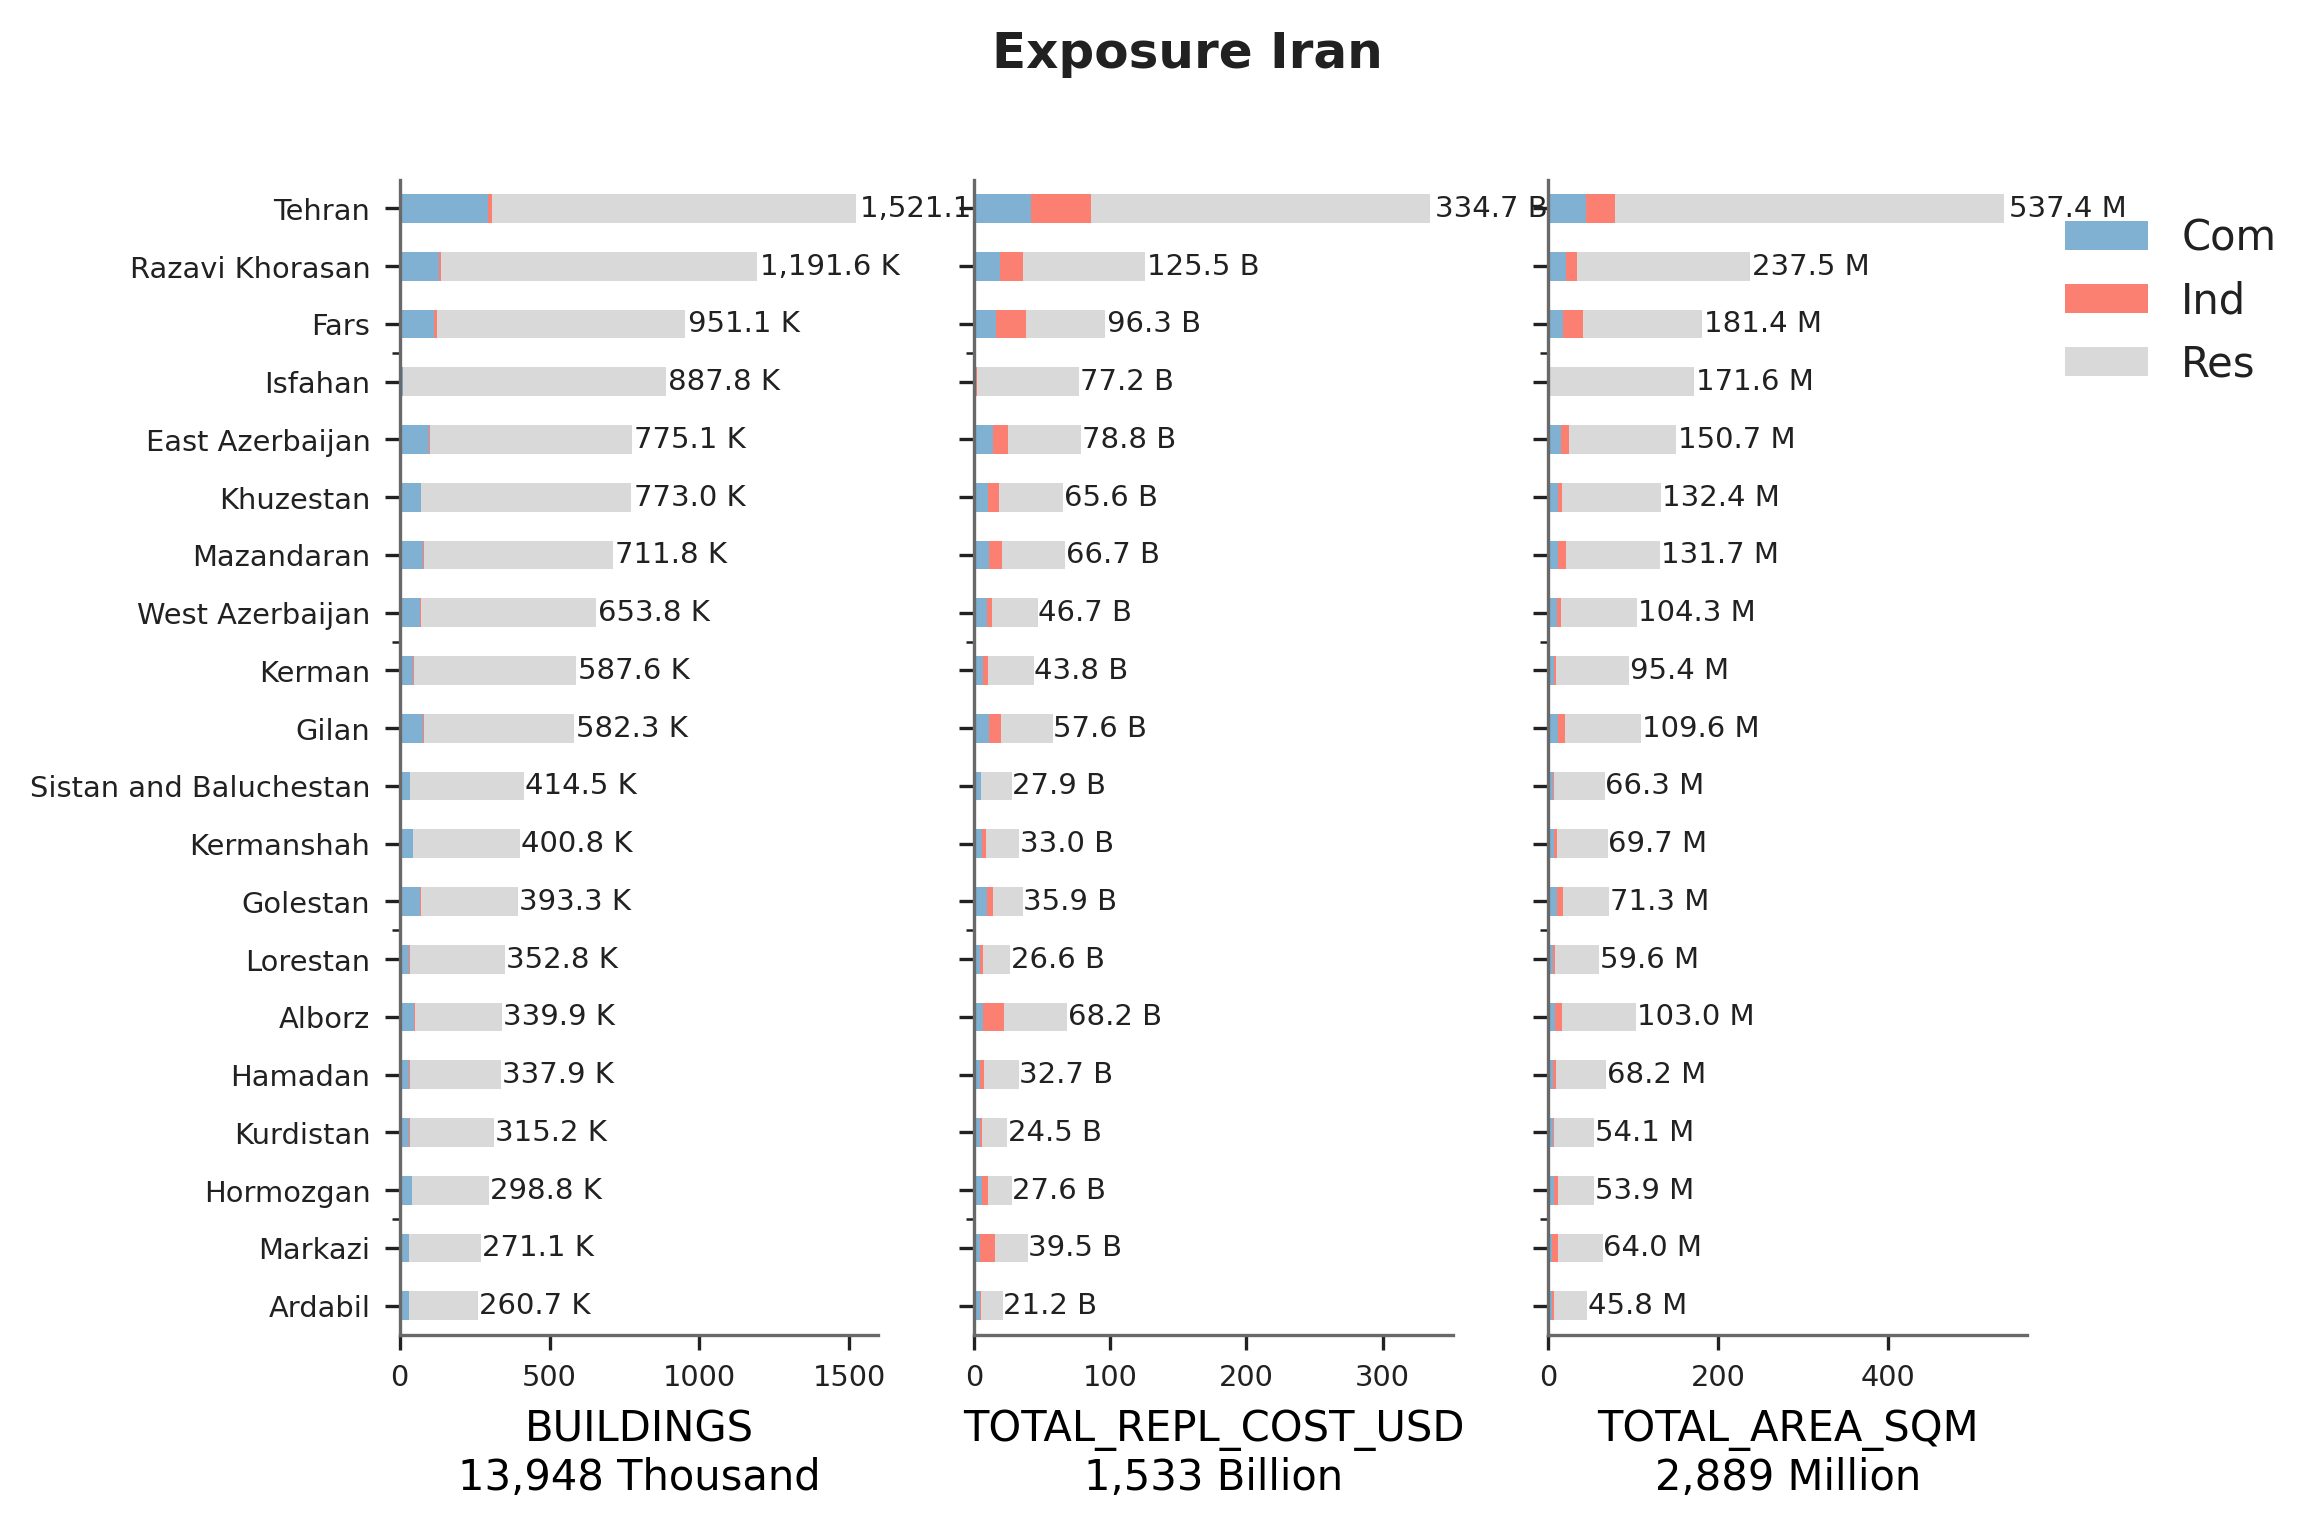 Exposure Iran
Tehran 1,521.1 334.7 B 537.4 M
Razavi Khorasan 1,191.6 K 125.5 B 237.5 M
Fars 951.1 K 96.3 B 181.4 M
Isfahan 887.8 K 77.2 B 171.6 M
East Azerbaijan 775.1 K 78.8 B 150.7 M
Khuzestan 773.0 K 65.6 B 132.4 M
Mazandaran 711.8 K 66.7 B 131.7 M
West Azerbaijan 653.8 K 46.7 B 104.3 M
Kerman 587.6 K 43.8 B 95.4 M
Gilan 582.3 K 57.6 B 109.6 M
Sistan and Baluchestan 414.5 K 27.9 B 66.3 M
Kermanshah 400.8 K 33.0 B 69.7 M
Golestan 393.3 K 35.9 B 71.3 M
Lorestan 352.8 K 26.6 B 59.6 M
Alborz 339.9 K 68.2 B 103.0 M
Hamadan 337.9 K 32.7 B 68.2 M
Kurdistan 315.2 K 24.5 B 54.1 M
Hormozgan 298.8 K 27.6 B 53.9 M
Markazi 271.1 K 39.5 B 64.0 M
Ardabil 260.7 K 21.2 B 45.8 M
0 500 1000 1500 0 100 200 300 0 200 400
BUILDINGS
13,948 Thousand
TOTAL_REPL_COST_USD
1,533 Billion
TOTAL_AREA_SQM
2,889 Million
Com
Ind
Res